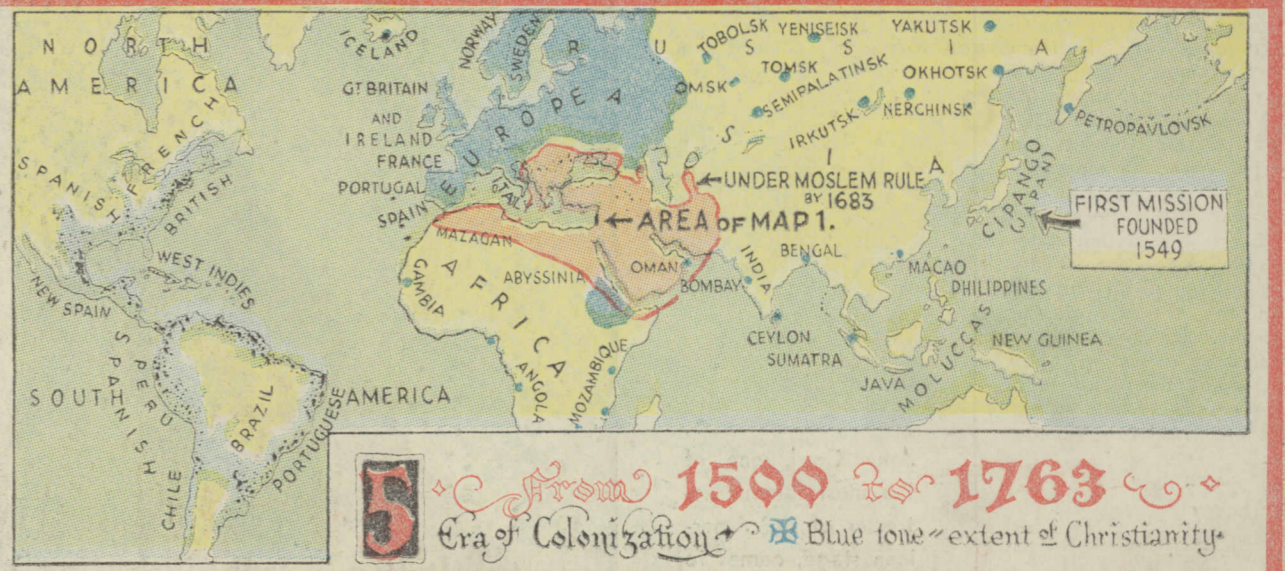 NORTH
AMERICA
ICELAND
NORWAY
SWEDEN
RUSSIA
TOBOLSK
YENISEISK
YAKUTSK
GT BRITAIN
AND
IRELAND
FRANCE
PORTUGAL
SPAIN
EUROPE
ITALY
OMSK
TOMSK
SEMIPALATINSK
OKHOTSK
IRKUTSK
NERCHINSK
PETROPAVLOVSK
ASIA
SPANISH
FRENCH
BRITISH
UNDER MOSLEM RULE
BY 1683
AREA OF MAP 1.
CIPANGO
(JAPAN)
FIRST MISSION
FOUNDED
1549
MAZAGAN
AFRICA
GAMBIA
ABYSSINIA
OMAN
BOMBAY
INDIA
BENGAL
MACAO
PHILIPPINES
WEST INDIES
NEW SPAIN
CEYLON
SUMATRA
JAVA
MOLUCCAS
NEW GUINEA
ANGOLA
MOZAMBIQUE
SOUTH AMERICA
PERU
SPANISH
BRAZIL
PORTUGUESE
CHILE
5 From 1500 to 1763
Era of Colonization Blue tone = extent of Christianity